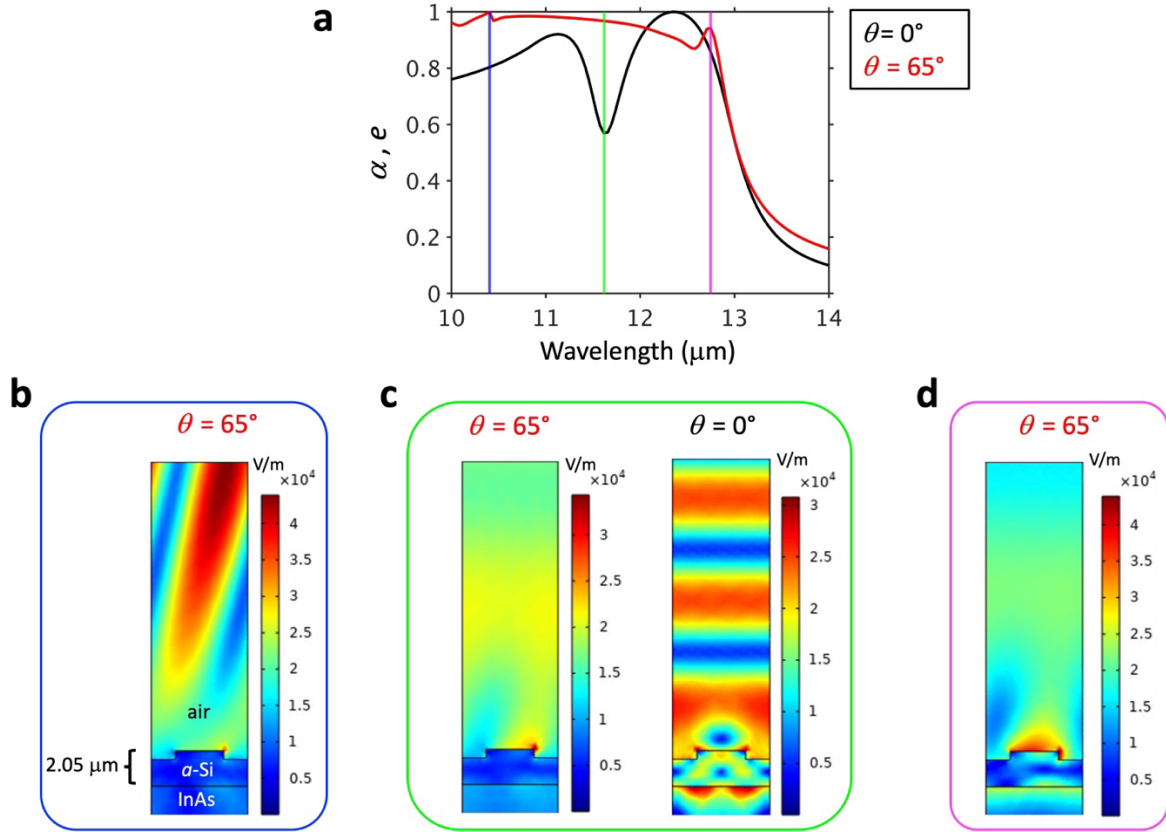 a
1
0.8
0.6
0.4
0.2
0
α , e
10 11 12 13 14
Wavelength (μm)
θ = 0°
θ = 65°
b
θ = 65°
V/m
×10⁴
4
3.5
3
2.5
2
1.5
1
0.5
air
2.05 μm
a-Si
InAs
c
θ = 65°
V/m
×10⁴
3
2.5
2
1.5
1
0.5
θ = 0°
V/m
×10⁴
3
2.5
2
1.5
1
0.5
d
θ = 65°
V/m
×10⁴
4
3.5
3
2.5
2
1.5
1
0.5